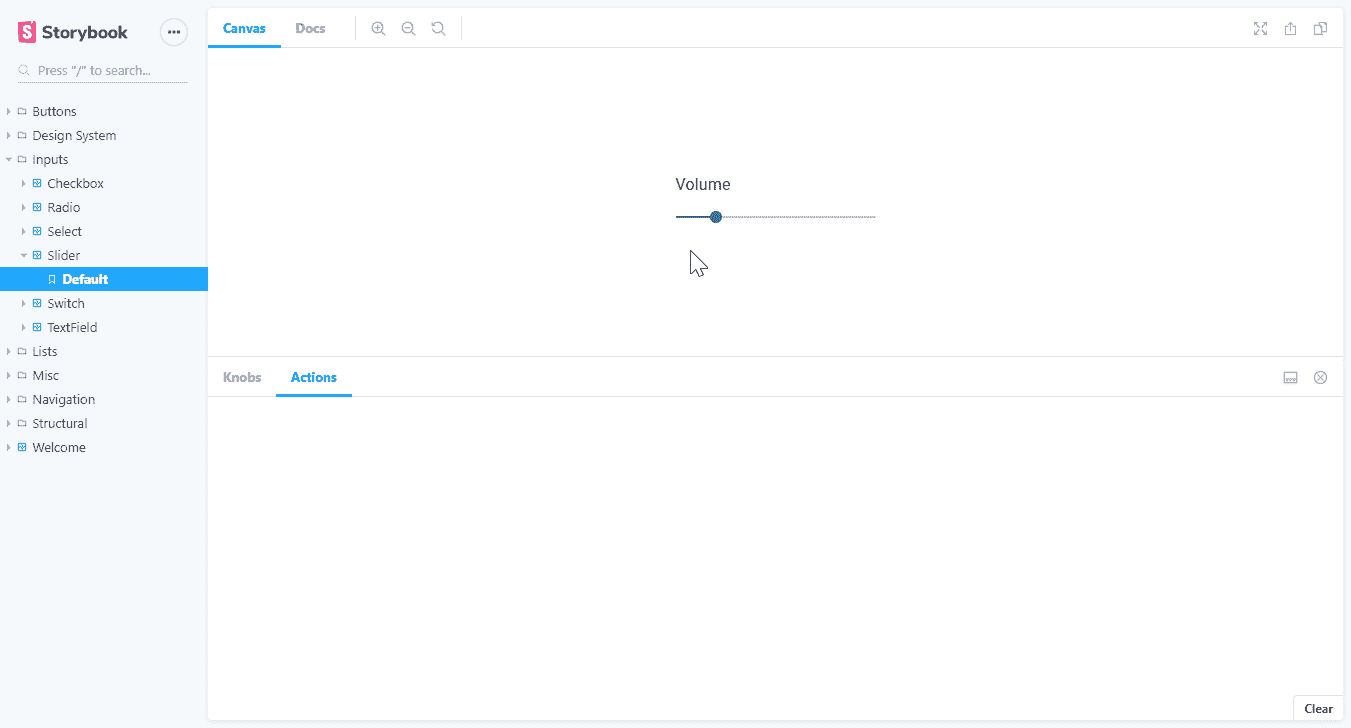 Storybook
Press "/" to search...
Buttons
Design System
Inputs
Checkbox
Radio
Select
Slider
Default
Switch
TextField
Lists
Misc
Navigation
Structural
Welcome
Canvas Docs
Volume
Knobs Actions
Clear